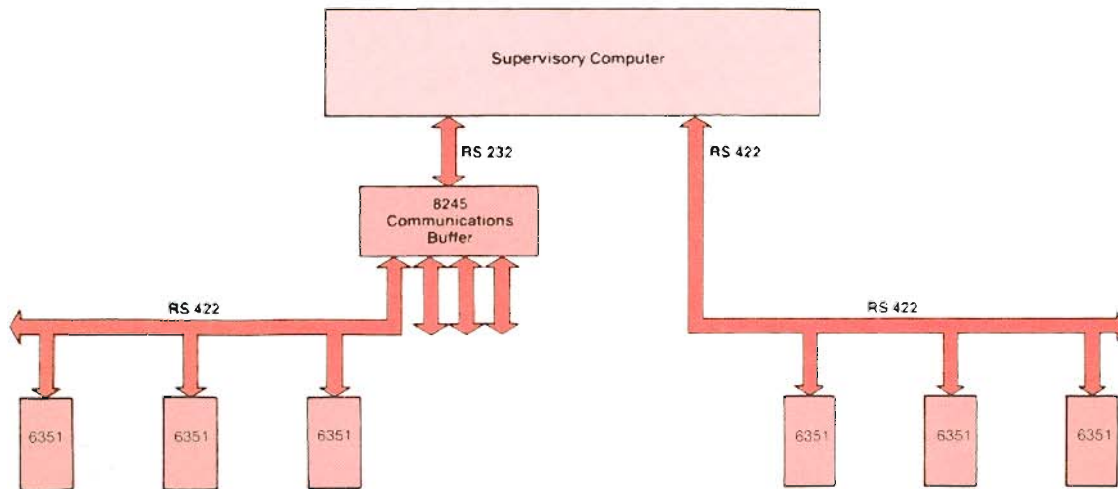 Supervisory Computer
RS 232
RS 422
8245
Communications
Buffer
RS 422
RS 422
6351
6351
6351
6351
6351
6351